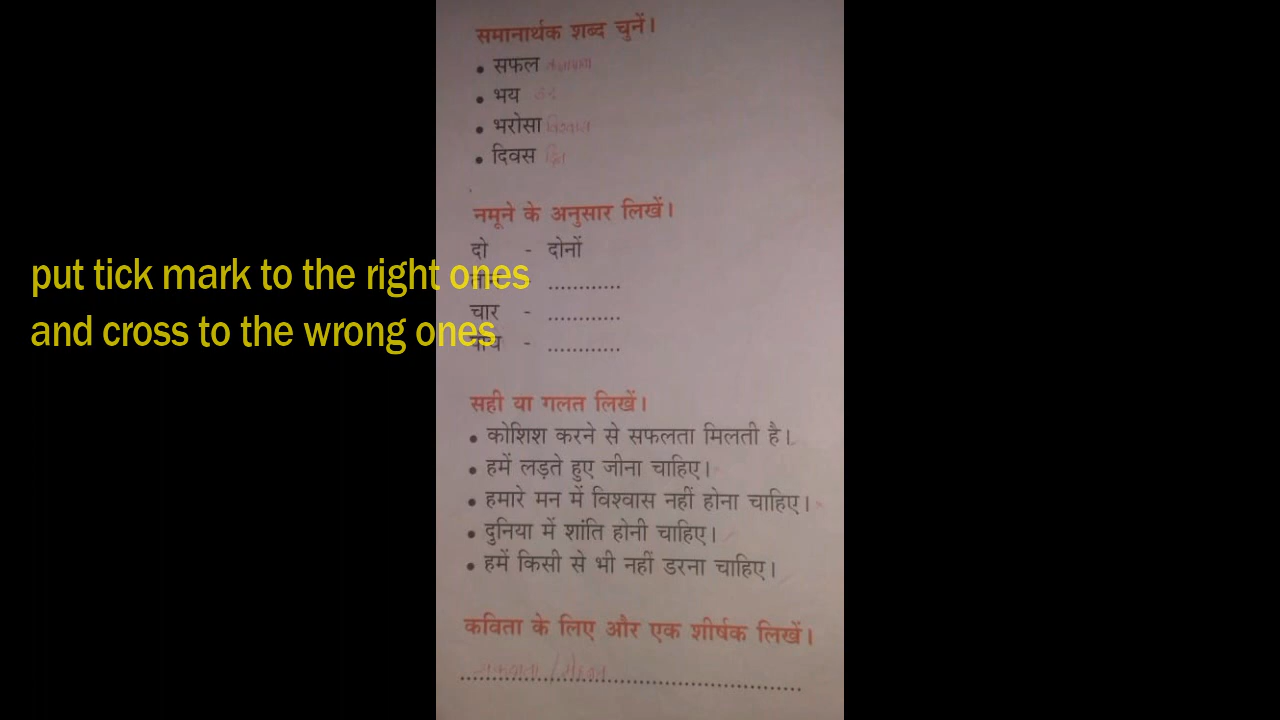 समानार्थक शब्द चुनें।
• सफल
• भय डर
• भरोसा विश्वास
• दिवस दिन
नमूने के अनुसार लिखें।
दो - दोनों
put tick mark to the right ones
तीन - ............
चार - ............
and cross to the wrong ones
पाँच - ............
सही या गलत लिखें।
• कोशिश करने से सफलता मिलती है।
• हमें लड़ते हुए जीना चाहिए।
• हमारे मन में विश्वास नहीं होना चाहिए।
• दुनिया में शांति होनी चाहिए।
• हमें किसी से भी नहीं डरना चाहिए।
कविता के लिए और एक शीर्षक लिखें।